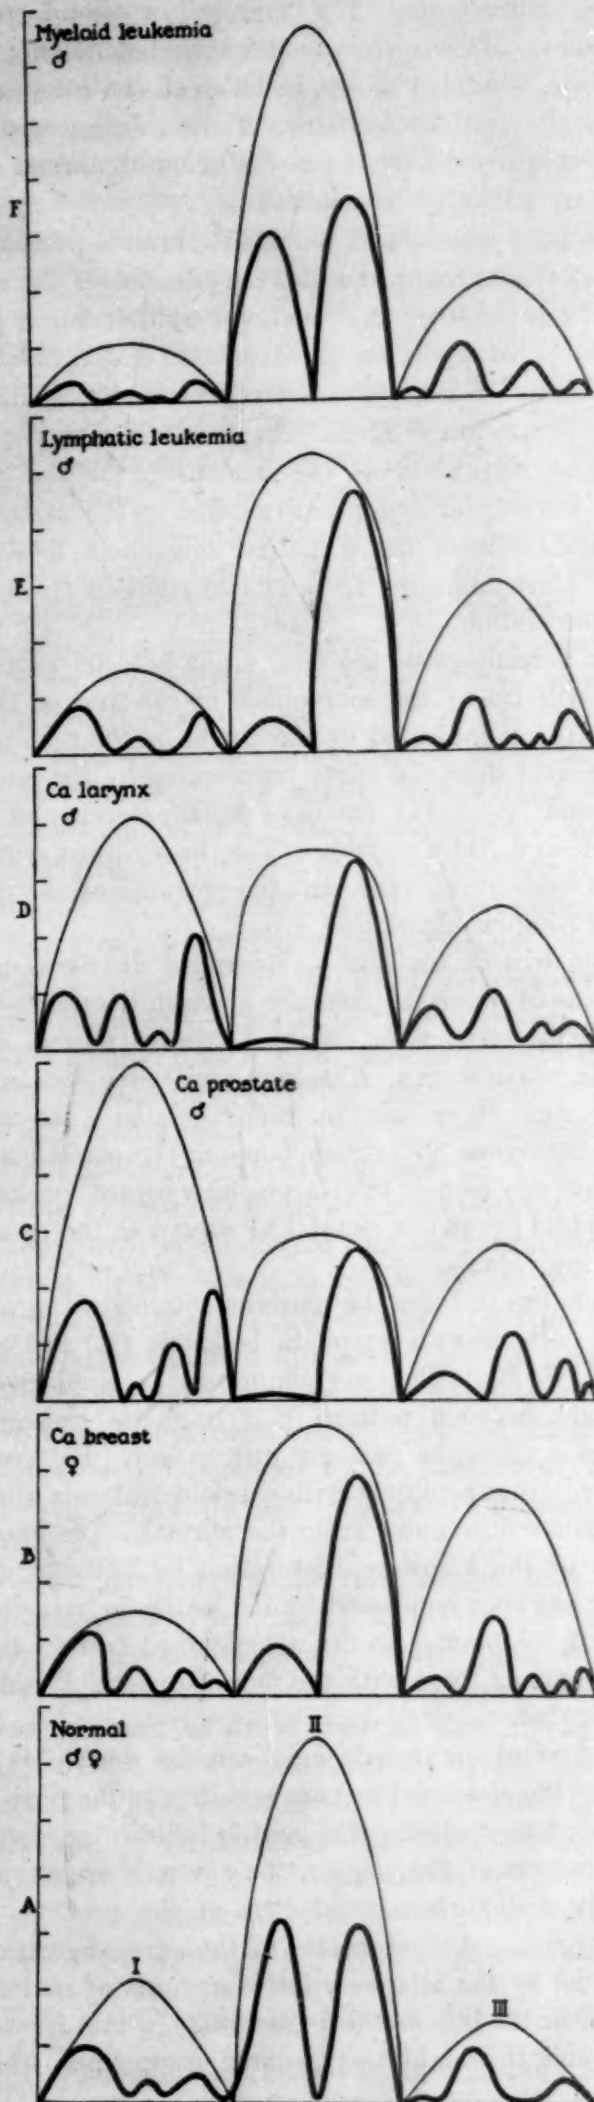 Myeloid leukemia
♂
F
Lymphatic leukemia
♂
E
Ca larynx
♂
D
Ca prostate
♂
C
Ca breast
♀
B
Normal
♂♀
II
A
I
III